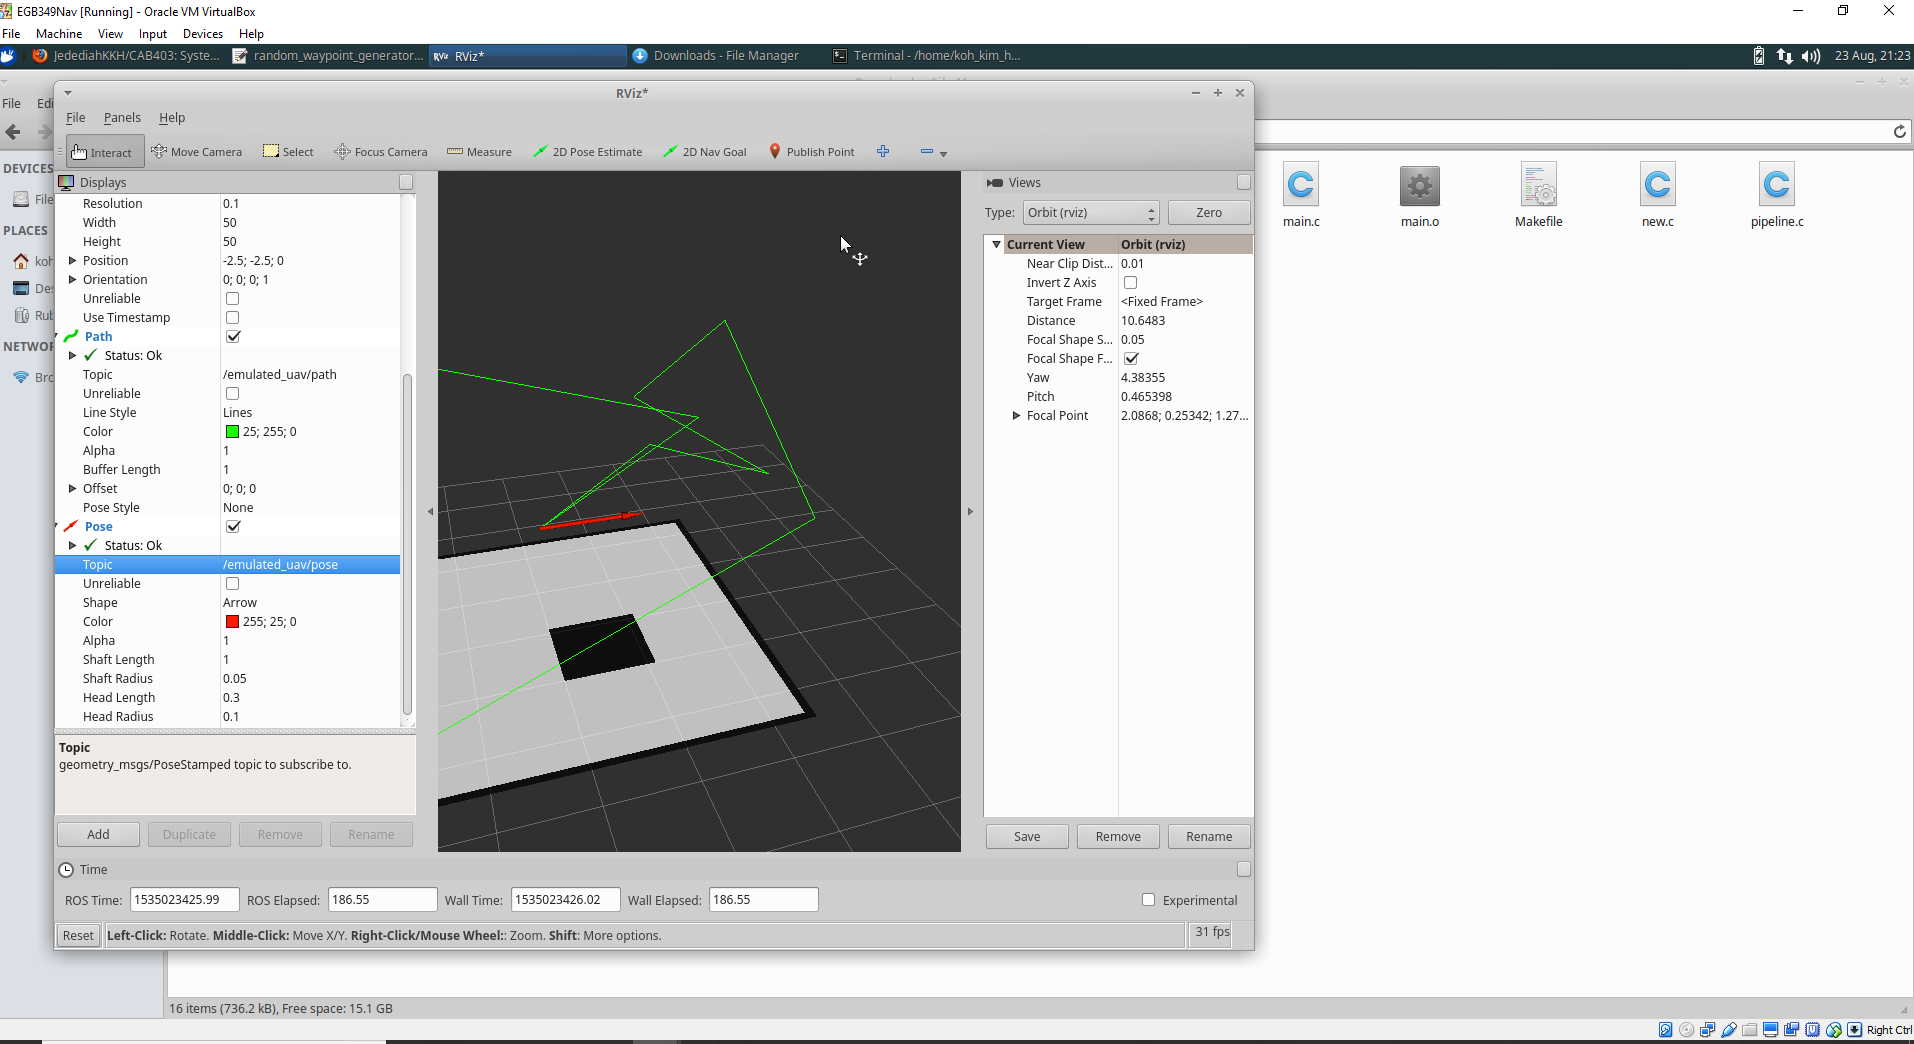 EGB349Nav [Running] - Oracle VM VirtualBox
File Machine View Input Devices Help
JedediahKKH/CAB403: Syste...
random_waypoint_generator...
RViz*
Downloads - File Manager
Terminal - /home/koh_kim_h...
23 Aug, 21:23
RViz*
File Edi
File Panels Help
Interact Move Camera Select Focus Camera Measure 2D Pose Estimate 2D Nav Goal Publish Point
DEVICES
File
PLACES
koh
Des
Rub
NETWOR
Bro
Displays
Resolution 0.1
Width 50
Height 50
Position -2.5; -2.5; 0
Orientation 0; 0; 0; 1
Unreliable
Use Timestamp
Path
Status: Ok
Topic /emulated_uav/path
Unreliable
Line Style Lines
Color 25; 255; 0
Alpha 1
Buffer Length 1
Offset 0; 0; 0
Pose Style None
Pose
Status: Ok
Topic /emulated_uav/pose
Unreliable
Shape Arrow
Color 255; 25; 0
Alpha 1
Shaft Length 1
Shaft Radius 0.05
Head Length 0.3
Head Radius 0.1
Topic
geometry_msgs/PoseStamped topic to subscribe to.
Add Duplicate Remove Rename
Views
Type: Orbit (rviz) Zero
Current View Orbit (rviz)
Near Clip Dist... 0.01
Invert Z Axis
Target Frame <Fixed Frame>
Distance 10.6483
Focal Shape S... 0.05
Focal Shape F...
Yaw 4.38355
Pitch 0.465398
Focal Point 2.0868; 0.25342; 1.27...
Save Remove Rename
main.c main.o Makefile new.c pipeline.c
Time
ROS Time: 1535023425.99 ROS Elapsed: 186.55 Wall Time: 1535023426.02 Wall Elapsed: 186.55 Experimental
Reset Left-Click: Rotate. Middle-Click: Move X/Y. Right-Click/Mouse Wheel:: Zoom. Shift: More options. 31 fps
16 items (736.2 kB), Free space: 15.1 GB
Right Ctrl